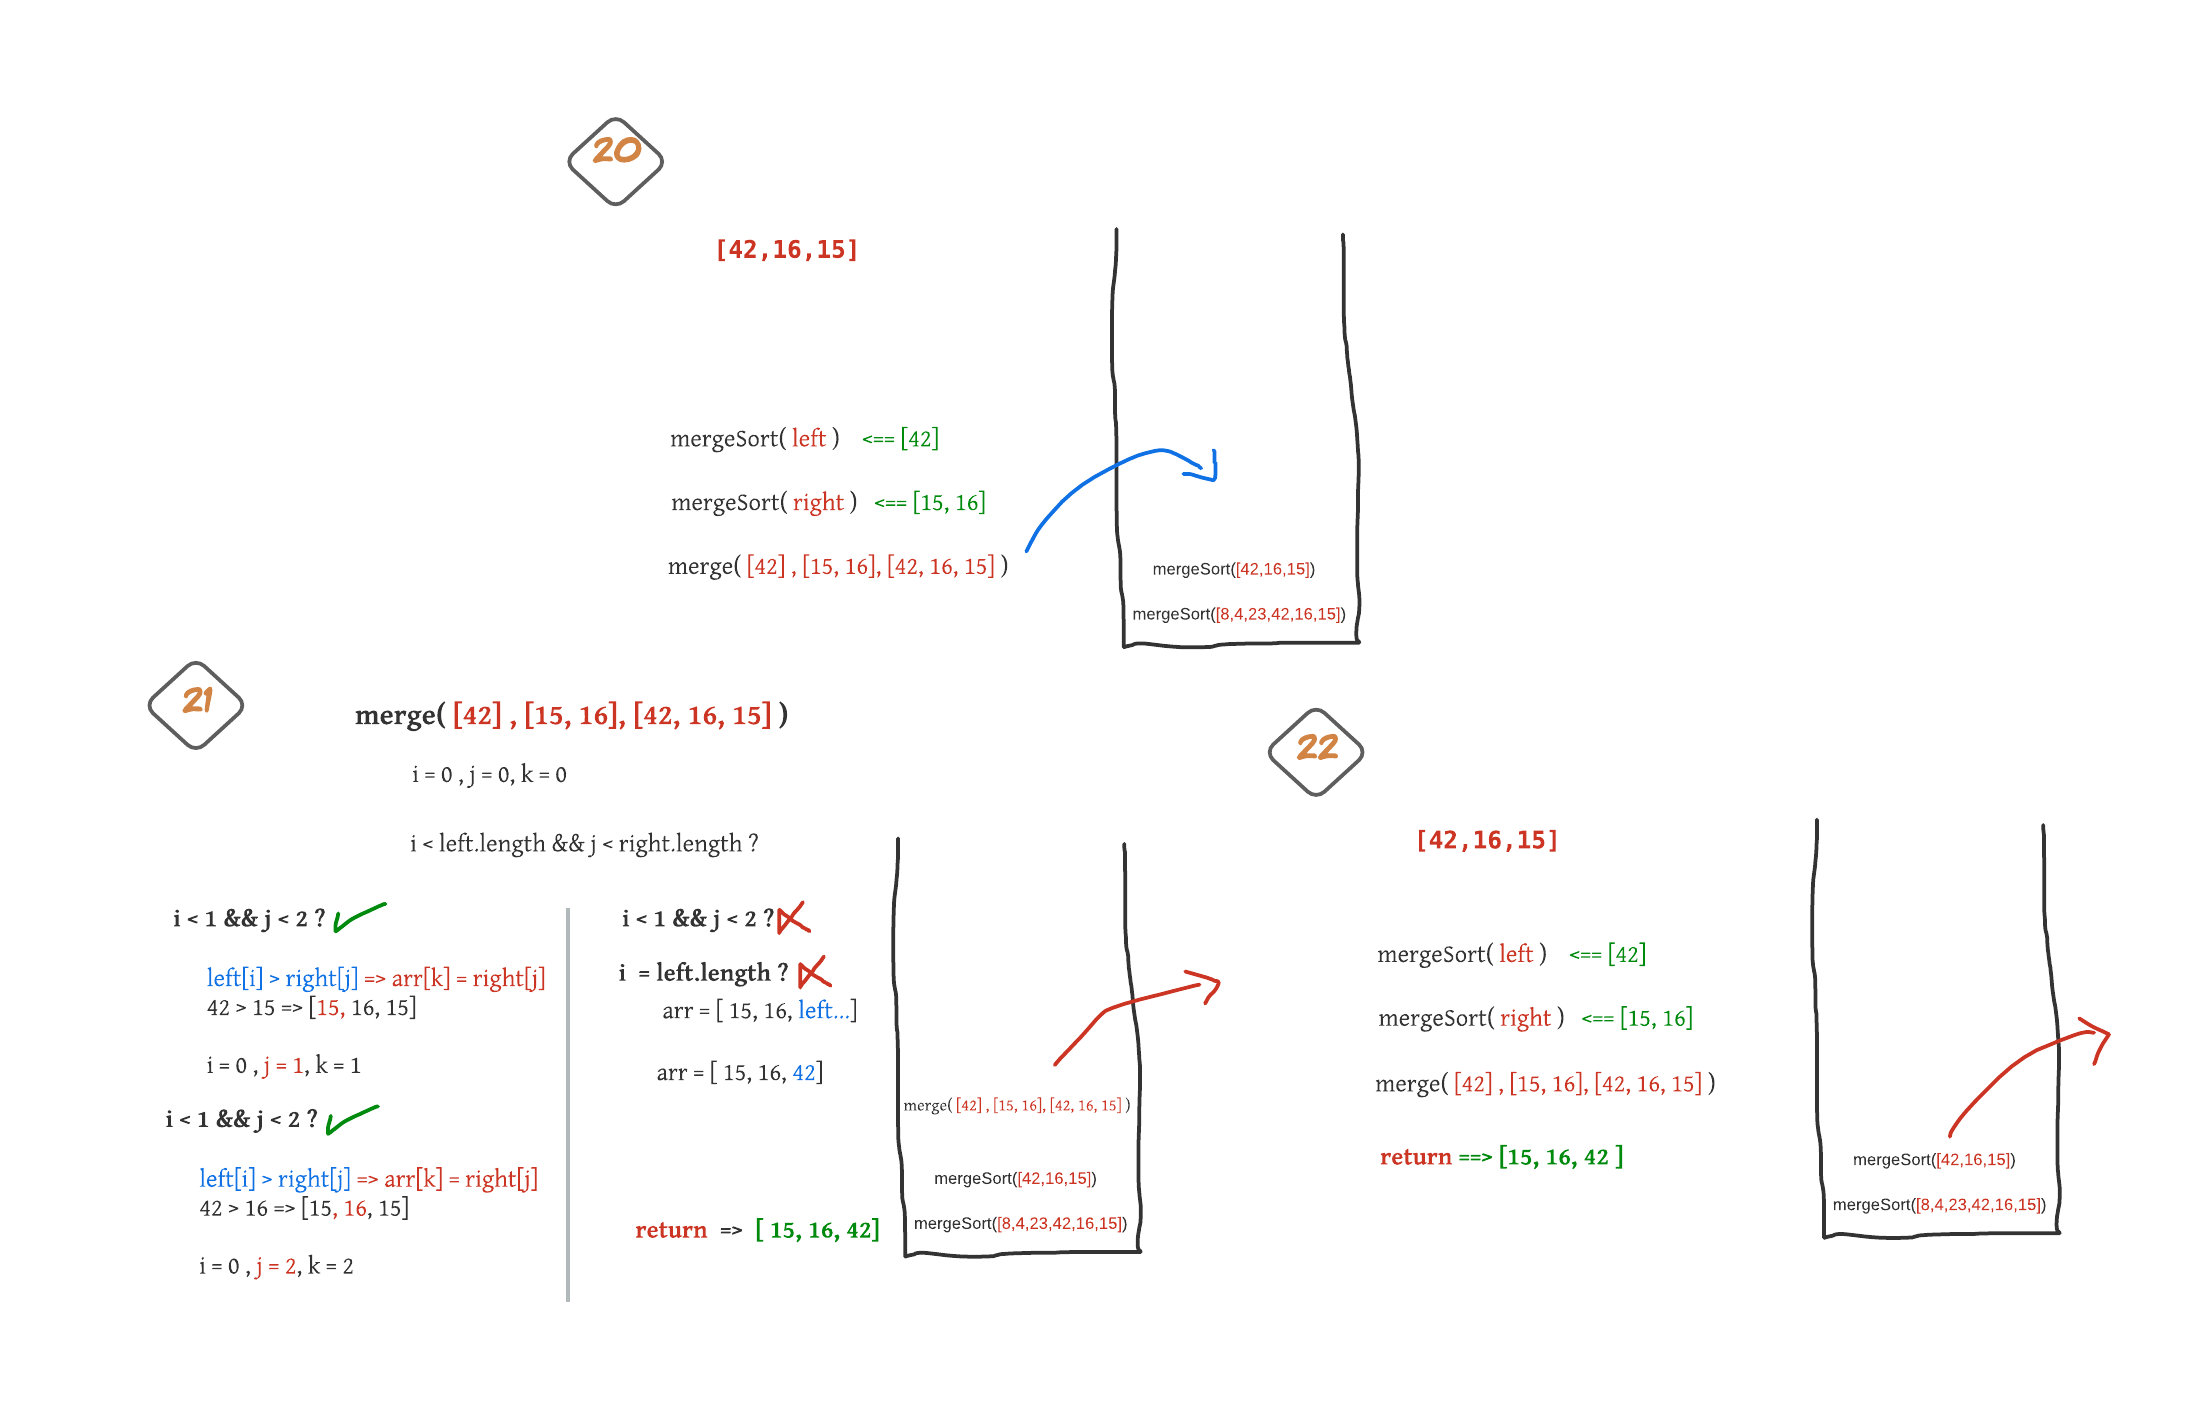 20
[42,16,15]
mergeSort( left ) <== [42]
mergeSort( right ) <== [15, 16]
merge( [42] , [15, 16], [42, 16, 15] )
mergeSort([42,16,15])
mergeSort([8,4,23,42,16,15])
21
merge( [42] , [15, 16], [42, 16, 15] )
i = 0 , j = 0, k = 0
i < left.length && j < right.length ?
i < 1 && j < 2 ?
left[i] > right[j] => arr[k] = right[j]
42 > 15 => [15, 16, 15]
i = 0 , j = 1, k = 1
i < 1 && j < 2 ?
left[i] > right[j] => arr[k] = right[j]
42 > 16 => [15, 16, 15]
i = 0 , j = 2, k = 2
i < 1 && j < 2 ?
i = left.length ?
arr = [ 15, 16, left...]
arr = [ 15, 16, 42]
return => [ 15, 16, 42]
merge( [42] , [15, 16], [42, 16, 15] )
mergeSort([42,16,15])
mergeSort([8,4,23,42,16,15])
22
[42,16,15]
mergeSort( left ) <== [42]
mergeSort( right ) <== [15, 16]
merge( [42] , [15, 16], [42, 16, 15] )
return ==> [15, 16, 42 ]
mergeSort([42,16,15])
mergeSort([8,4,23,42,16,15])